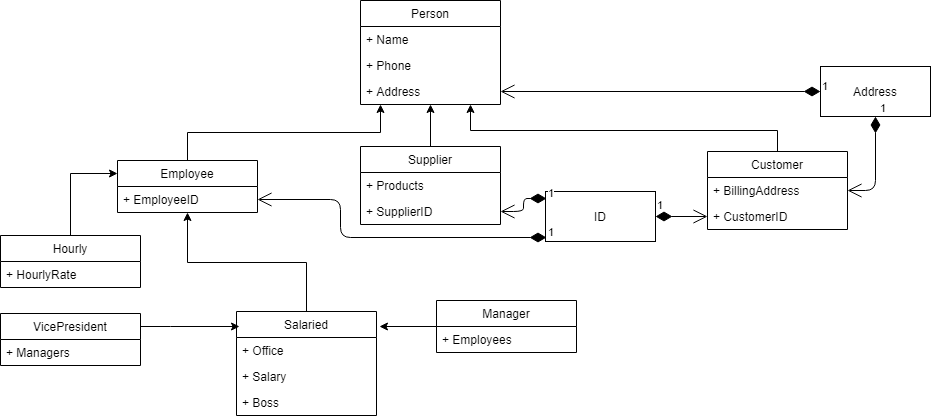 Person
+ Name
+ Phone
+ Address
1
Address
1
Employee
+ EmployeeID
Supplier
+ Products
+ SupplierID
1
1
ID
1
Customer
+ BillingAddress
+ CustomerID
Hourly
+ HourlyRate
VicePresident
+ Managers
Salaried
+ Office
+ Salary
+ Boss
Manager
+ Employees